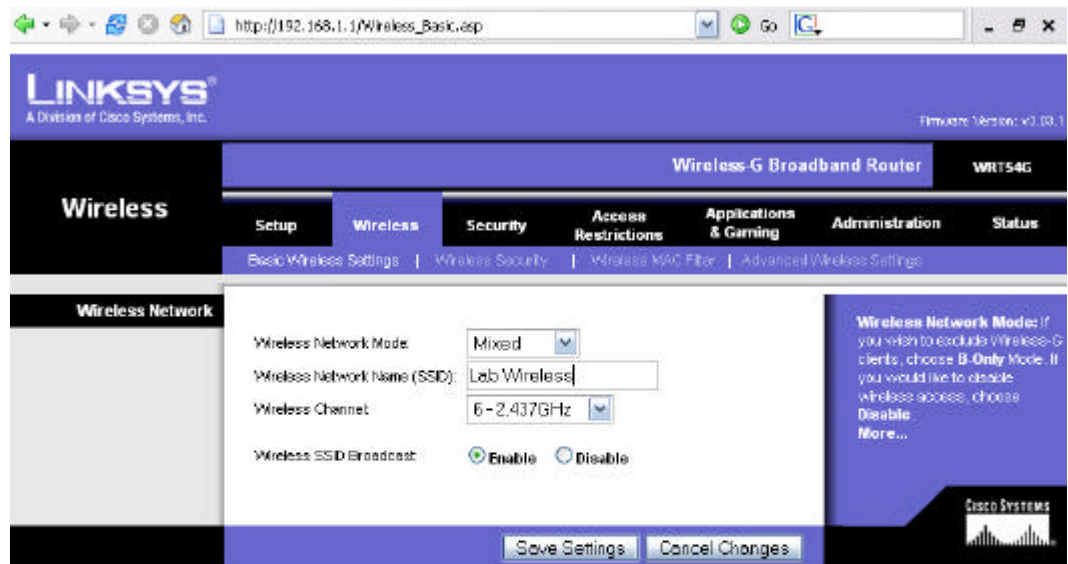 http://192.168.1.1/Wireless_Basic.asp
Go
LINKSYS®
A Division of Cisco Systems, Inc.
Firmware Version: v3.03.1
Wireless-G Broadband Router
WRT54G
Wireless
Setup
Wireless
Security
Access Restrictions
Applications & Gaming
Administration
Status
Basic Wireless Settings | Wireless Security | Wireless MAC Filter | Advanced Wireless Settings
Wireless Network
Wireless Network Mode:
Mixed
Wireless Network Name (SSID):
Lab Wireless
Wireless Channel:
6 - 2.437GHz
Wireless SSID Broadcast:
Enable
Disable
Wireless Network Mode: If
you wish to exclude Wireless-G
clients, choose B-Only Mode. If
you would like to disable
wireless access, choose
Disable.
More...
CISCO SYSTEMS
Save Settings
Cancel Changes